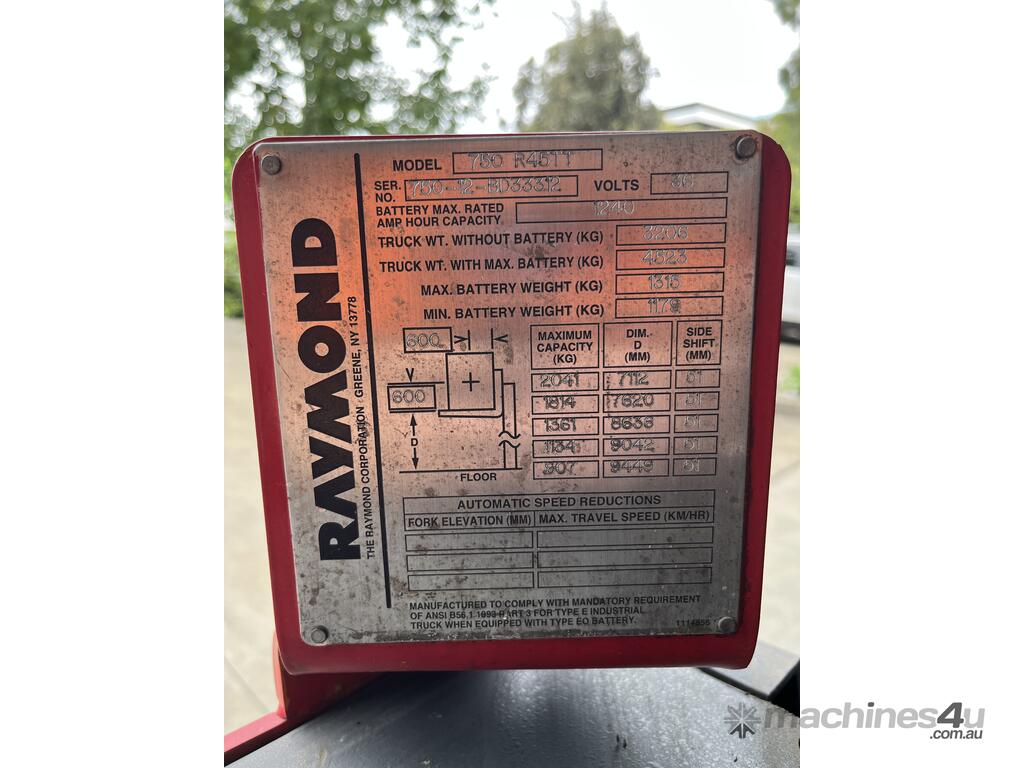 RAYMOND
THE RAYMOND CORPORATION GREENE, NY 13778
MODEL 750 R45TT
SER. NO. 750-12-BD33312 VOLTS 36
BATTERY MAX. RATED AMP HOUR CAPACITY 1240
TRUCK WT. WITHOUT BATTERY (KG) 3206
TRUCK WT. WITH MAX. BATTERY (KG) 4523
MAX. BATTERY WEIGHT (KG) 1315
MIN. BATTERY WEIGHT (KG) 1179
600
V
600
D
FLOOR
MAXIMUM CAPACITY (KG) DIM.- D (MM) SIDE SHIFT (MM)
2041 7112 51
1814 7620 51
1361 8636 51
1134 9042 51
907 9449 51
AUTOMATIC SPEED REDUCTIONS
FORK ELEVATION (MM) MAX. TRAVEL SPEED (KM/HR)
MANUFACTURED TO COMPLY WITH MANDATORY REQUIREMENT
OF ANSI B56.1 1993 PART 3 FOR TYPE E INDUSTRIAL
TRUCK WHEN EQUIPPED WITH TYPE EO BATTERY.
machines4u
.com.au